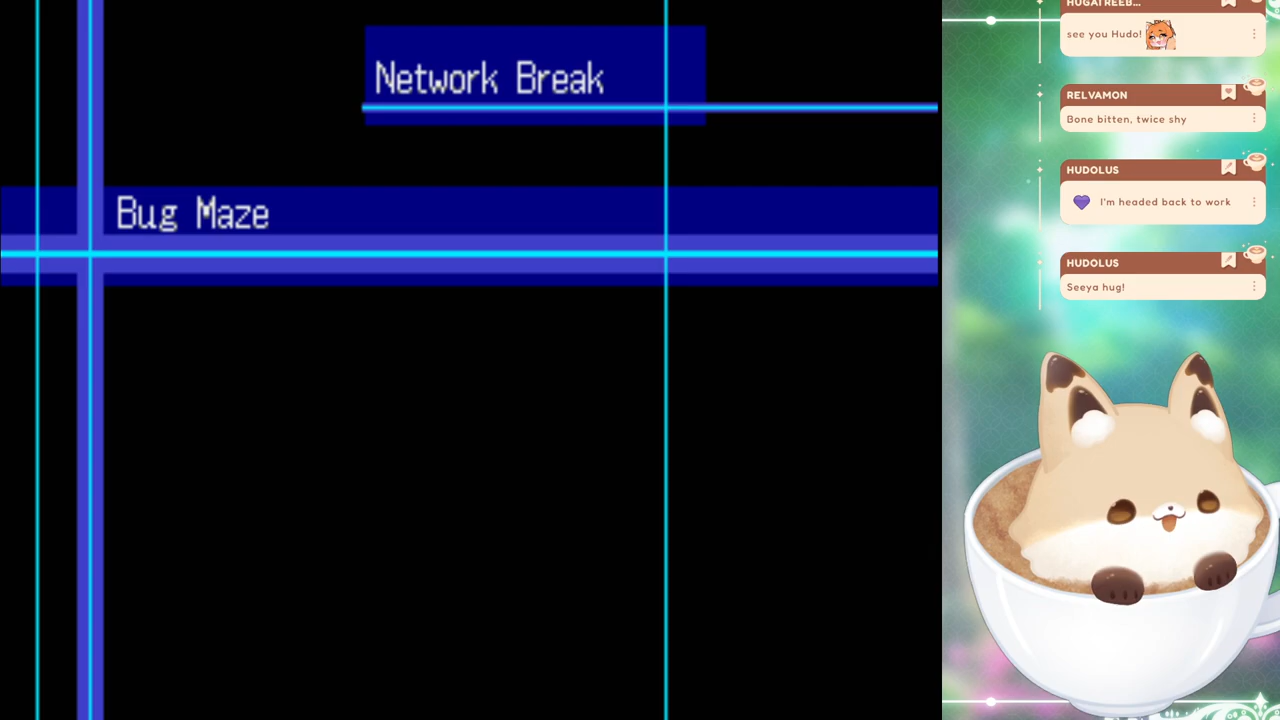 Network Break
Bug Maze
see you Hudo!
RELVAMON
Bone bitten, twice shy
HUDOLUS
I'm headed back to work
HUDOLUS
Seeya hug!